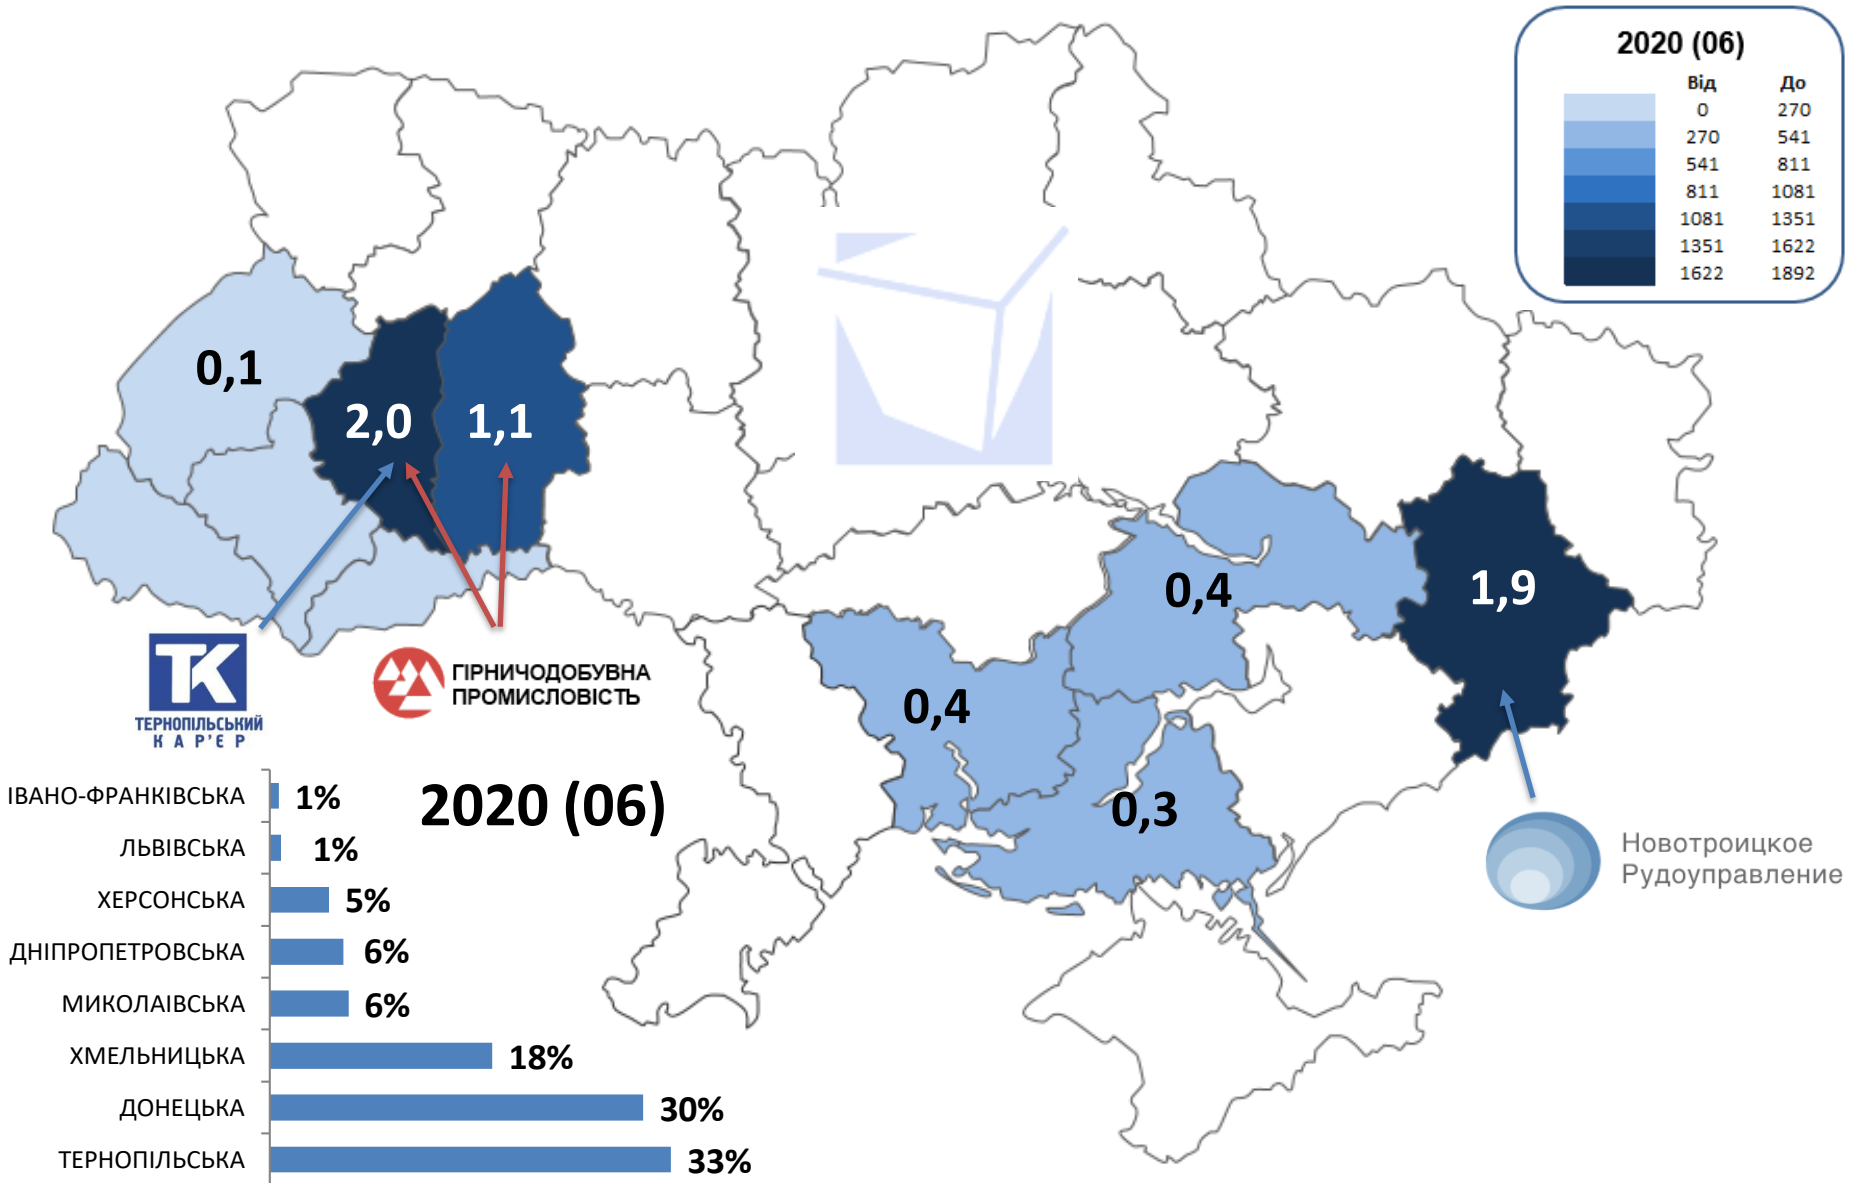 2020 (06)
Від До
0 270
270 541
541 811
811 1081
1081 1351
1351 1622
1622 1892
0,1
2,0
1,1
0,4
1,9
0,4
0,3
ТЕРНОПІЛЬСЬКИЙ
КАР'ЄР
ГІРНИЧОДОБУВНА
ПРОМИСЛОВІСТЬ
Новотроицкое
Рудоуправление
2020 (06)
ІВАНО-ФРАНКІВСЬКА 1%
ЛЬВІВСЬКА 1%
ХЕРСОНСЬКА 5%
ДНІПРОПЕТРОВСЬКА 6%
МИКОЛАІВСЬКА 6%
ХМЕЛЬНИЦЬКА 18%
ДОНЕЦЬКА 30%
ТЕРНОПІЛЬСЬКА 33%